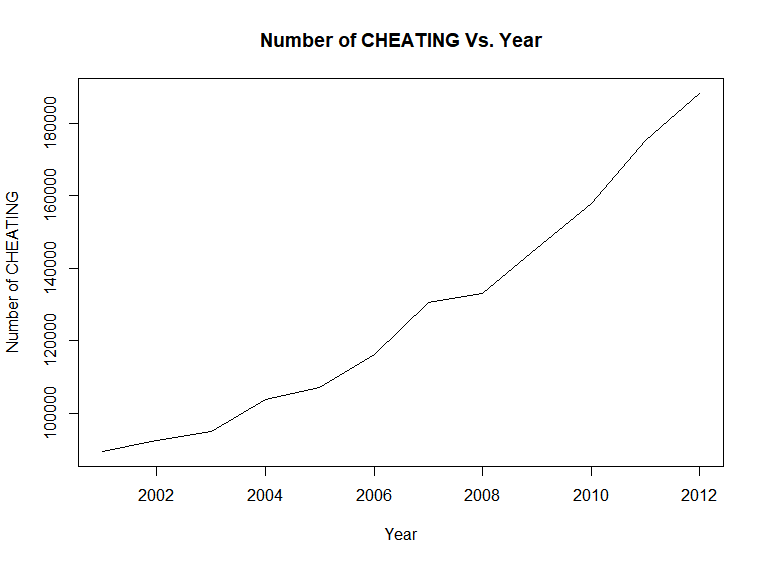 Number of CHEATING Vs. Year
Number of CHEATING
180000
160000
140000
120000
100000
2002 2004 2006 2008 2010 2012
Year